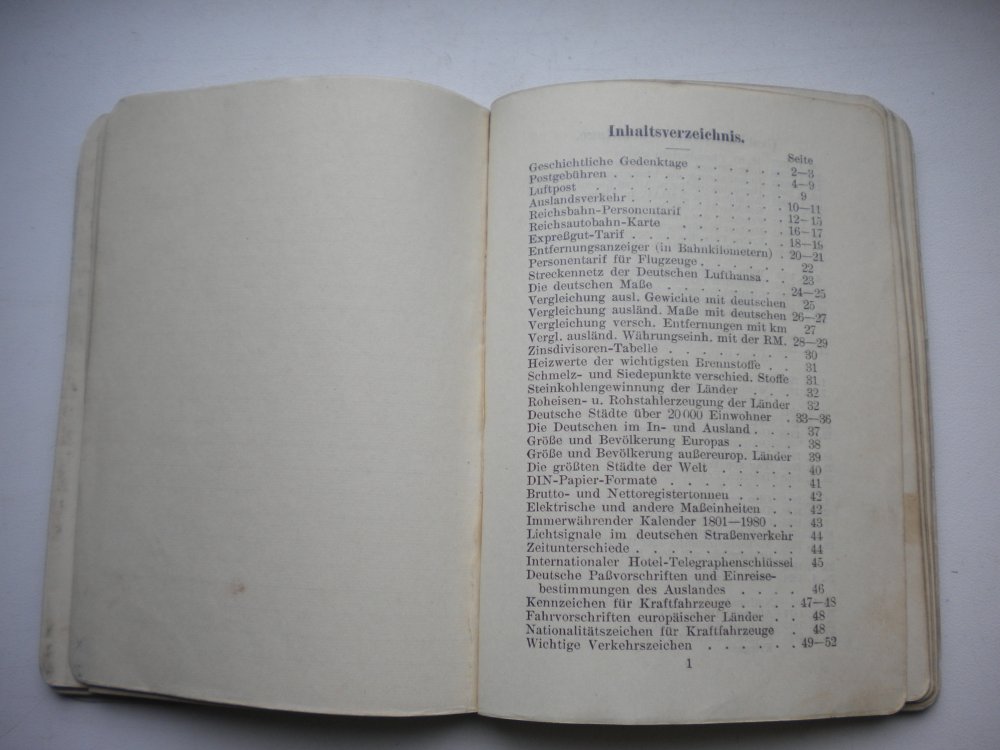 Inhaltsverzeichnis.
Seite
Geschichtliche Gedenktage . . . . . . 2—3
Postgebühren . . . . . . . . . 4—9
Luftpost . . . . . . . . . . 9
Auslandsverkehr . . . . . . . . 10—11
Reichsbahn-Personentarif . . . . . . 12—15
Reichsautobahn-Karte . . . . . . 16—17
Expreßgut-Tarif . . . . . . . . 18—19
Entfernungsanzeiger (in Bahnkilometern) . 20—21
Personentarif für Flugzeuge . . . . . 22
Streckennetz der Deutschen Lufthansa . . 23
Die deutschen Maße . . . . . . . 24—25
Vergleichung ausl. Gewichte mit deutschen 25
Vergleichung ausländ. Maße mit deutschen 26—27
Vergleichung versch. Entfernungen mit km 27
Vergl. ausländ. Währungseinh. mit der RM. 28—29
Zinsdivisoren-Tabelle . . . . . . . 30
Heizwerte der wichtigsten Brennstoffe . . 31
Schmelz- und Siedepunkte verschied. Stoffe 31
Steinkohlengewinnung der Länder . . . 32
Roheisen- u. Rohstahlerzeugung der Länder 32
Deutsche Städte über 20 000 Einwohner . 33—36
Die Deutschen im In- und Ausland . . . 37
Größe und Bevölkerung Europas . . . . 38
Größe und Bevölkerung außereurop. Länder 39
Die größten Städte der Welt . . . . . 40
DIN-Papier-Formate . . . . . . . 41
Brutto- und Nettoregistertonnen . . . . 42
Elektrische und andere Maßeinheiten . . 42
Immerwährender Kalender 1801—1980 . . 43
Lichtsignale im deutschen Straßenverkehr 44
Zeitunterschiede . . . . . . . . . 44
Internationaler Hotel-Telegraphenschlüssel 45
Deutsche Paßvorschriften und Einreise-
bestimmungen des Auslandes . . . . 46
Kennzeichen für Kraftfahrzeuge . . . . 47—48
Fahrvorschriften europäischer Länder . . 48
Nationalitätszeichen für Kraftfahrzeuge . 48
Wichtige Verkehrszeichen . . . . . . 49—52
1